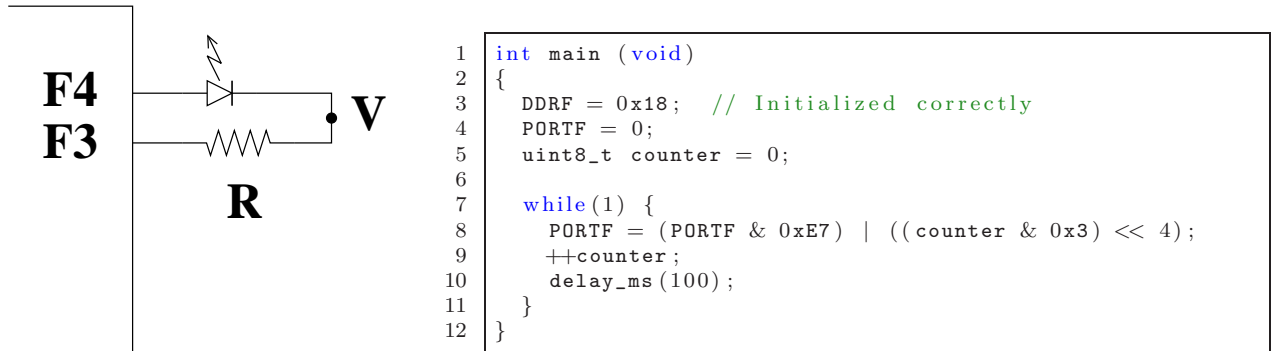 F4
F3
V
R
1 int main (void)
2 {
3 DDRF = 0x18; // Initialized correctly
4 PORTF = 0;
5 uint8_t counter = 0;
6
7 while(1) {
8 PORTF = (PORTF & 0xE7) | ((counter & 0x3) << 4);
9 ++counter;
10 delay_ms(100);
11 }
12 }